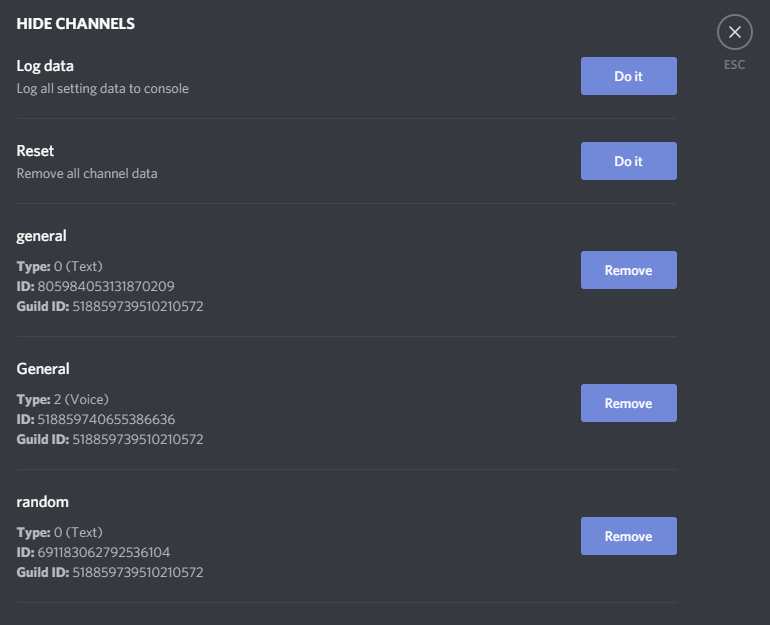 HIDE CHANNELS
ESC
Log data
Log all setting data to console
Do it
Reset
Remove all channel data
Do it
general
Type: 0 (Text)
ID: 805984053131870209
Guild ID: 518859739510210572
Remove
General
Type: 2 (Voice)
ID: 518859740655386636
Guild ID: 518859739510210572
Remove
random
Type: 0 (Text)
ID: 691183062792536104
Guild ID: 518859739510210572
Remove